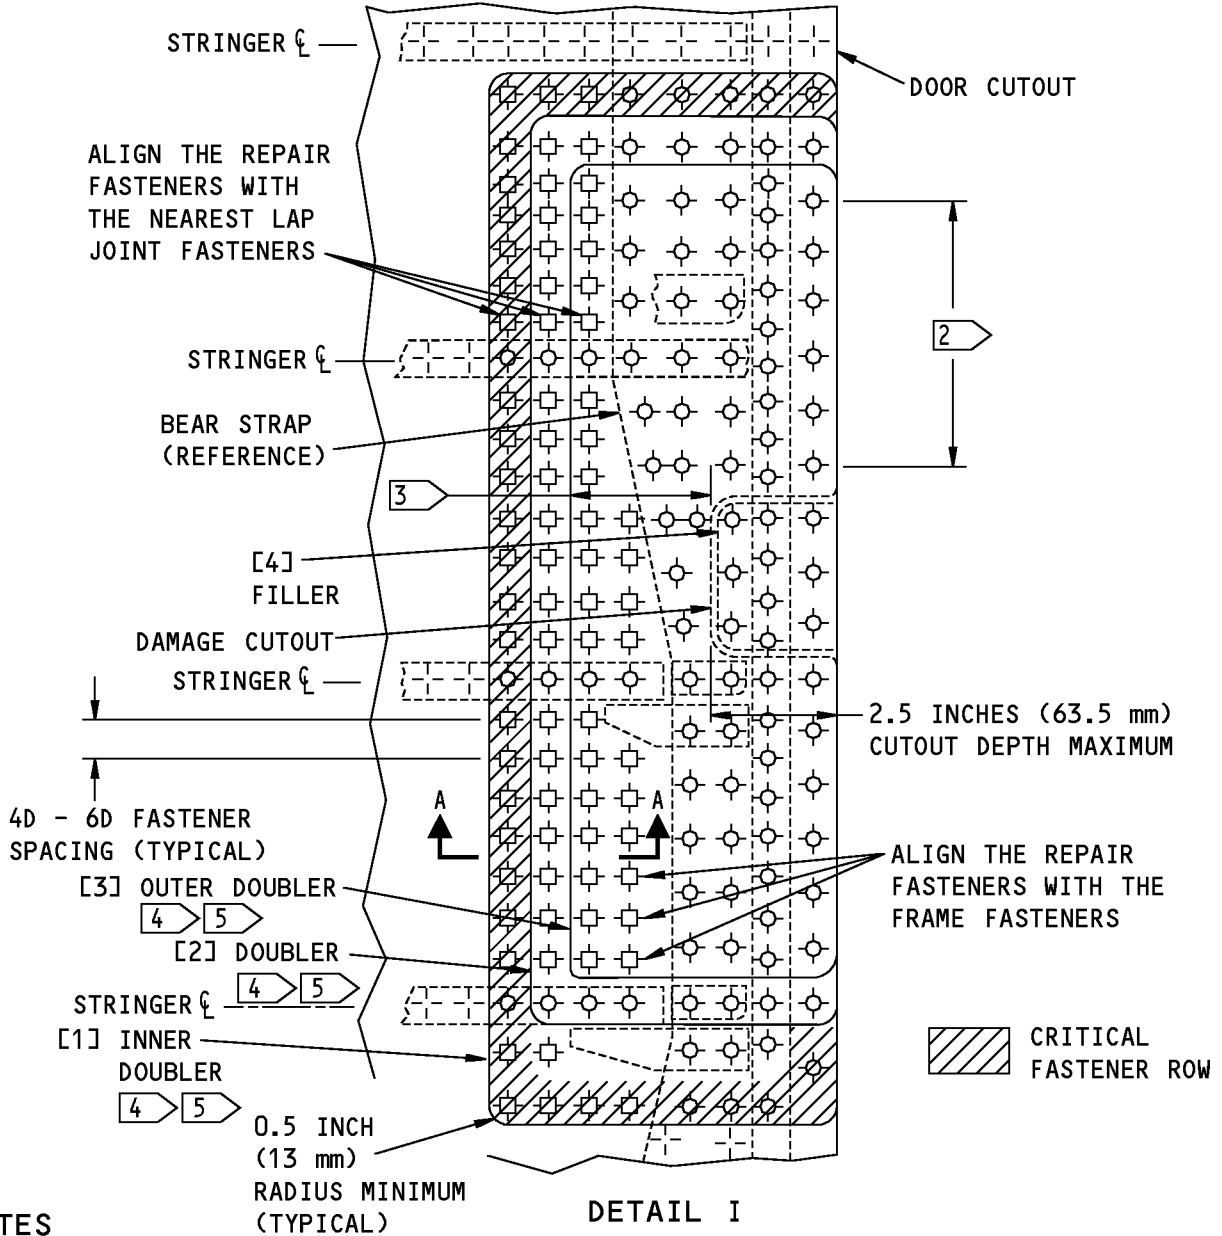 STRINGER ℄
DOOR CUTOUT
ALIGN THE REPAIR
FASTENERS WITH
THE NEAREST LAP
JOINT FASTENERS
2
STRINGER ℄
BEAR STRAP
(REFERENCE)
3
[4]
FILLER
DAMAGE CUTOUT
STRINGER ℄
2.5 INCHES (63.5 mm)
CUTOUT DEPTH MAXIMUM
4D - 6D FASTENER
SPACING (TYPICAL)
A
A
ALIGN THE REPAIR
FASTENERS WITH THE
FRAME FASTENERS
[3] OUTER DOUBLER
4 5
[2] DOUBLER
4 5
STRINGER ℄
[1] INNER
DOUBLER
4 5
CRITICAL
FASTENER ROW
0.5 INCH
(13 mm)
RADIUS MINIMUM
(TYPICAL)
DETAIL I
TES